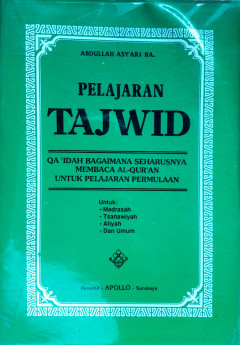 ABDULLAH ASY'ARI BA.
PELAJARAN
TAJWID
QA 'IDAH BAGAIMANA SEHARUSNYA
MEMBACA AL-QUR'AN
UNTUK PELAJARAN PERMULAAN
Untuk:
- Madrasah
- Tsanawiyah
- Aliyah
- Dan Umum
Penerbit - APOLLO - Surabaya